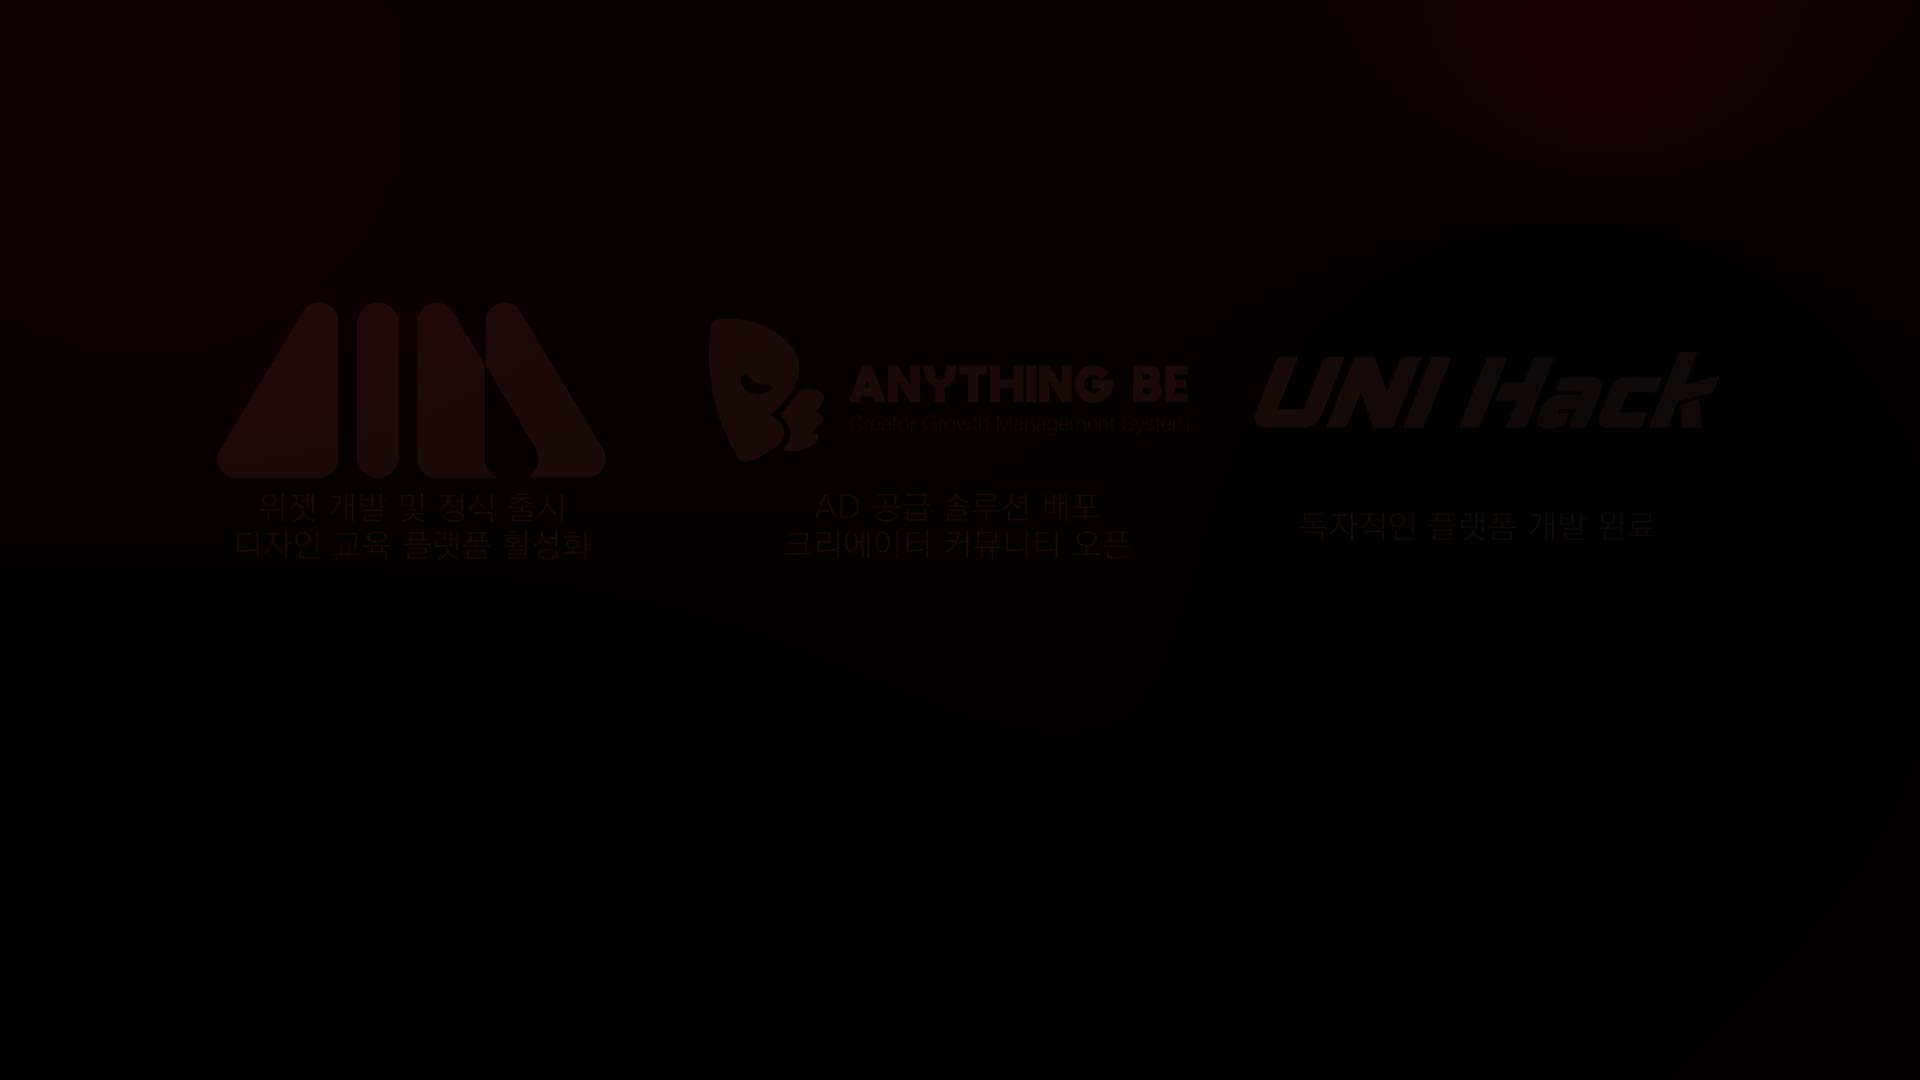 ANYTHING BE
Creator Growth Management System
UNI Hack
위젯 개발 및 정식 출시
디자인 교육 플랫폼 활성화
AD 공급 솔루션 배포
크리에이터 커뮤니티 오픈
독자적인 플랫폼 개발 완료